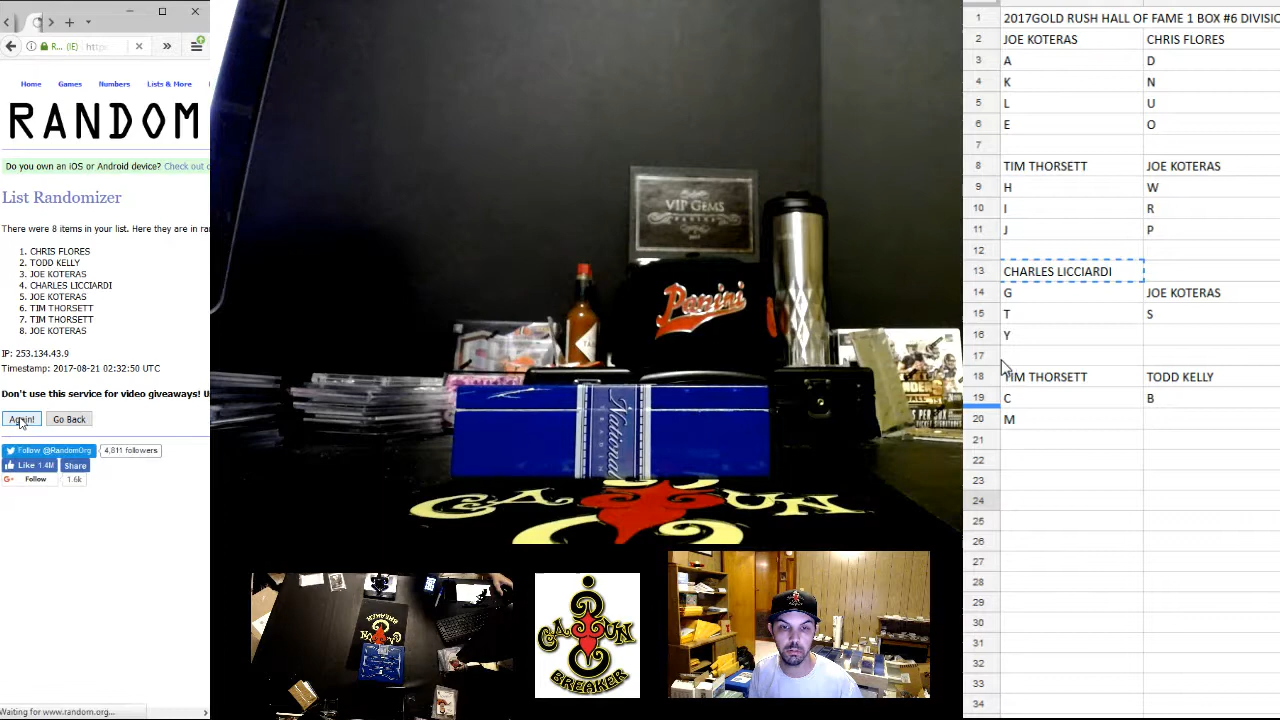 R... (IE)
http:
Home Games Numbers Lists & More
RANDOM
Do you own an iOS or Android device? Check out
List Randomizer
There were 8 items in your list. Here they are in ra
1. CHRIS FLORES
2. TODD KELLY
3. JOE KOTERAS
4. CHARLES LICCIARDI
5. JOE KOTERAS
6. TIM THORSETT
7. TIM THORSETT
8. JOE KOTERAS
IP: 253.134.43.9
Timestamp: 2017-08-21 02:32:50 UTC
Don't use this service for video giveaways! U
Again! Go Back
Follow @RandomOrg 4,811 followers
Like 1.4M Share
Follow 1.6k
Waiting for www.random.org...
VIP GEMS
Panini
National
CAJUN
CAJUN
BREAKER
1 2017GOLD RUSH HALL OF FAME 1 BOX #6 DIVISIO
2 JOE KOTERAS CHRIS FLORES
3 A D
4 K N
5 L U
6 E O
7
8 TIM THORSETT JOE KOTERAS
9 H W
10 I R
11 J P
12
13 CHARLES LICCIARDI
14 G JOE KOTERAS
15 T S
16 Y
17
18 TIM THORSETT TODD KELLY
19 C B
20 M
21
22
23
24
25
26
27
28
29
30
31
32
33
34